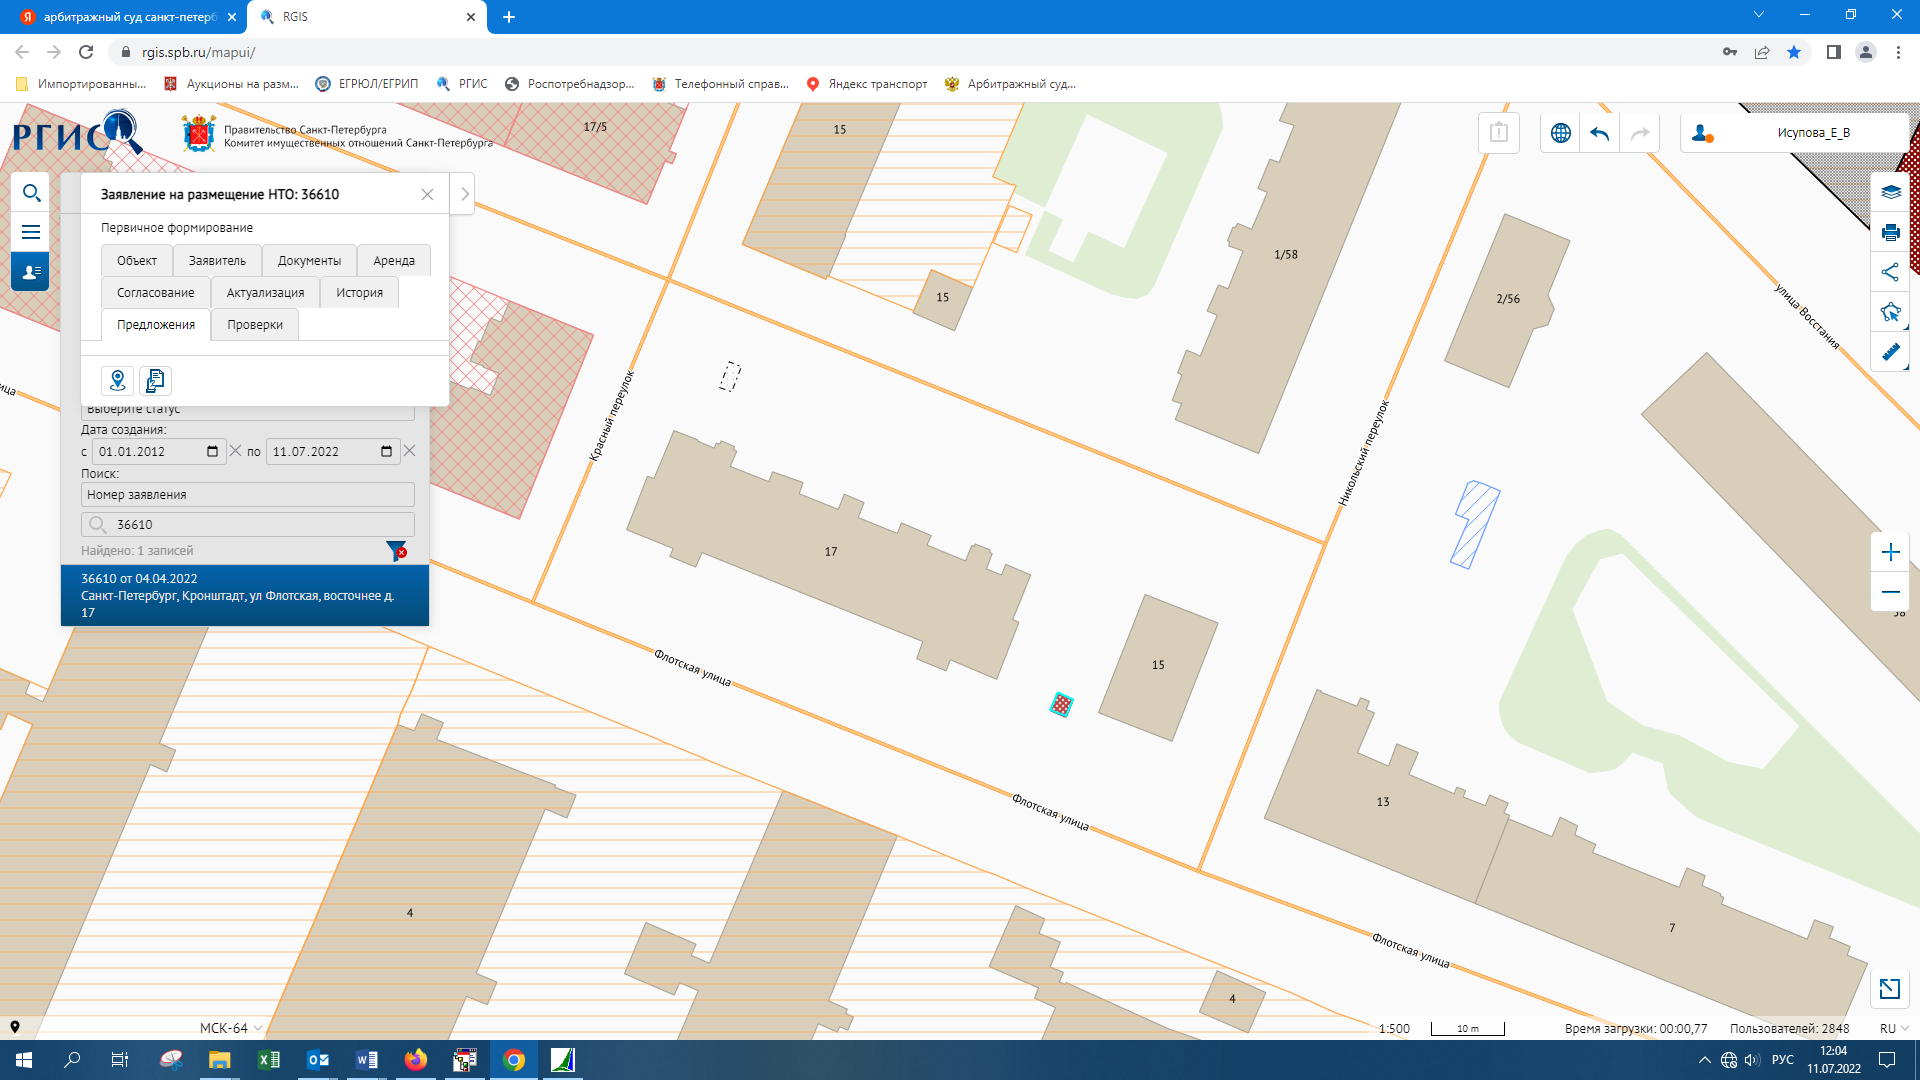 арбитражный суд санкт-петерб
RGIS
rgis.spb.ru/mapui/
Импортированны...
Аукционы на разм...
ЕГРЮЛ/ЕГРИП
РГИС
Роспотребнадзор...
Телефонный справ...
Яндекс транспорт
Арбитражный суд...
РГИС
Правительство Санкт-Петербурга
Комитет имущественных отношений Санкт-Петербурга
Исупова_Е_В
Заявление на размещение НТО: 36610
Первичное формирование
Объект
Заявитель
Документы
Аренда
Согласование
Актуализация
История
Предложения
Проверки
Выберите статус
Дата создания:
с 01.01.2012 по 11.07.2022
Поиск:
Номер заявления
36610
Найдено: 1 записей
36610 от 04.04.2022
Санкт-Петербург, Кронштадт, ул Флотская, восточнее д.
17
17/5
15
15
1/58
2/56
улица Восстания
Красный переулок
Никольский переулок
ица
17
15
38
Флотская улица
Флотская улица
13
7
Флотская улица
4
4
МСК-64
1:500
10 m
Время загрузки: 00:00,77
Пользователей: 2848
RU
РУС
12:04
11.07.2022